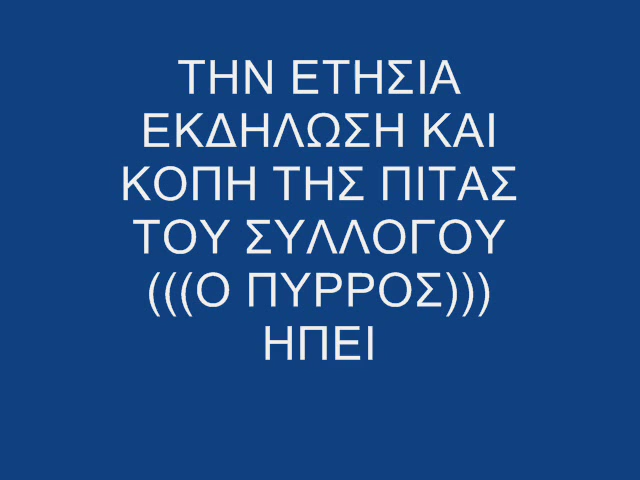 ΤΗΝ ΕΤΗΣΙΑ
ΕΚΔΗΛΩΣΗ ΚΑΙ
ΚΟΠΗ ΤΗΣ ΠΙΤΑΣ
ΤΟΥ ΣΥΛΛΟΓΟΥ
(((Ο ΠΥΡΡΟΣ)))
ΗΠΕΙ